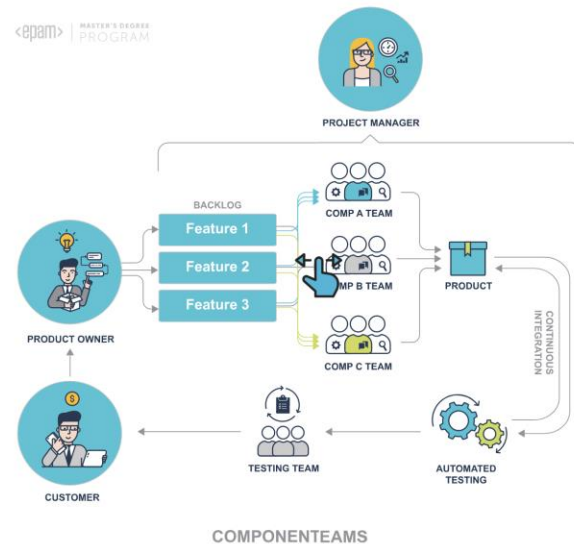 <epam> | MASTER'S DEGREE
PROGRAM
PROJECT MANAGER
BACKLOG
COMP A TEAM
Feature 1
Feature 2
MP B TEAM
PRODUCT
Feature 3
PRODUCT OWNER
CONTINUOUS
INTEGRATION
COMP C TEAM
TESTING TEAM
AUTOMATED
TESTING
CUSTOMER
COMPONENTEAMS